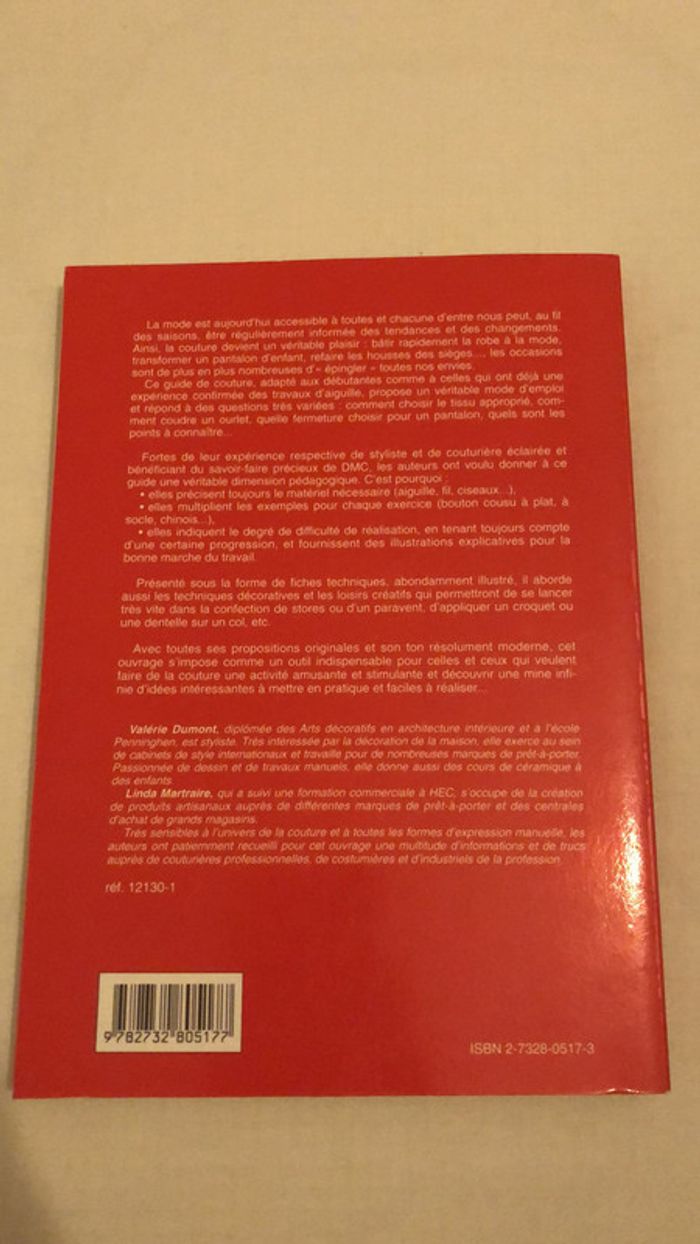 La mode est aujourd'hui accessible à toutes et chacune d'entre nous peut, au fil
des saisons, être régulièrement informée des tendances et des changements.
Ainsi, la couture devient un véritable plaisir : bâtir rapidement la robe à la mode,
transformer un pantalon d'enfant, refaire les housses des sièges..., les occasions
sont de plus en plus nombreuses d'« épingler » toutes nos envies.
Ce guide de couture, adapté aux débutantes comme à celles qui ont déjà une
expérience confirmée des travaux d'aiguille, propose un véritable mode d'emploi
et répond à des questions très variées : comment choisir le tissu approprié, com-
ment coudre un ourlet, quelle fermeture choisir pour un pantalon, quels sont les
points à connaître...
Fortes de leur expérience respective de styliste et de couturière éclairée et
bénéficiant du savoir-faire précieux de DMC, les auteurs ont voulu donner à ce
guide une véritable dimension pédagogique. C'est pourquoi :
• elles précisent toujours le matériel nécessaire (aiguille, fil, ciseaux...),
• elles multiplient les exemples pour chaque exercice (bouton cousu à plat, à
socle, chinois...),
• elles indiquent le degré de difficulté de réalisation, en tenant toujours compte
d'une certaine progression, et fournissent des illustrations explicatives pour la
bonne marche du travail.
Présenté sous la forme de fiches techniques, abondamment illustré, il aborde
aussi les techniques décoratives et les loisirs créatifs qui permettront de se lancer
très vite dans la confection de stores ou d'un paravent, d'appliquer un croquet ou
une dentelle sur un col, etc.
Avec toutes ses propositions originales et son ton résolument moderne, cet
ouvrage s'impose comme un outil indispensable pour celles et ceux qui veulent
faire de la couture une activité amusante et stimulante et découvrir une mine infi-
nie d'idées intéressantes à mettre en pratique et faciles à réaliser...
Valérie Dumont, diplômée des Arts décoratifs en architecture intérieure et à l'école
Penninghen, est styliste. Très intéressée par la décoration de la maison, elle exerce au sein
de cabinets de style internationaux et travaille pour de nombreuses marques de prêt-à-porter.
Passionnée de dessin et de travaux manuels, elle donne aussi des cours de céramique à
des enfants.
Linda Martraire, qui a suivi une formation commerciale à HEC, s'occupe de la création
de produits artisanaux auprès de différentes marques de prêt-à-porter et des centrales
d'achat de grands magasins.
Très sensibles à l'univers de la couture et à toutes les formes d'expression manuelle, les
auteurs ont patiemment recueilli pour cet ouvrage une multitude d'informations et de trucs
auprès de couturières professionnelles, de costumières et d'industriels de la profession.
réf. 12130-1
9 782732 805177
ISBN 2-7328-0517-3